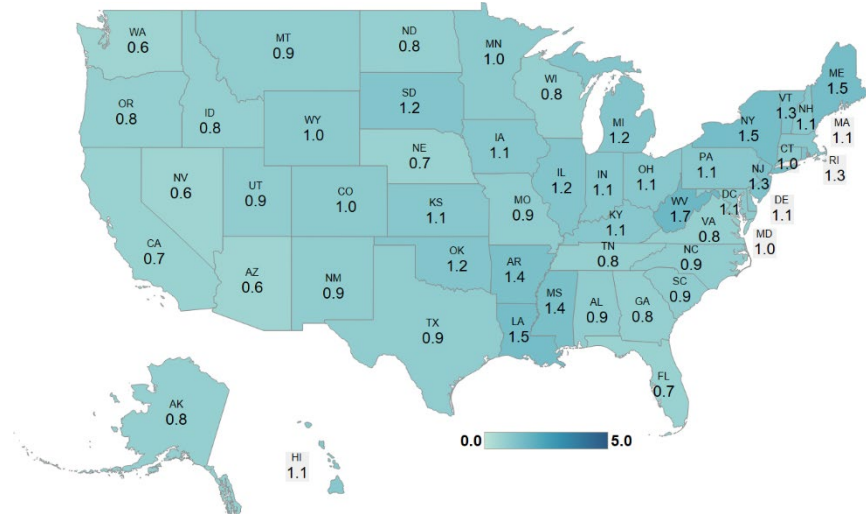 WA
0.6
MT
0.9
ND
0.8
MN
1.0
ME
1.5
OR
0.8
ID
0.8
SD
1.2
WI
0.8
MI
1.2
VT
1.3
NH
1.1
NY
1.5
MA
1.1
WY
1.0
IA
1.1
NE
0.7
CT
1.0
RI
1.3
PA
1.1
NJ
1.3
NV
0.6
UT
0.9
CO
1.0
KS
1.1
MO
0.9
IL
1.2
IN
1.1
OH
1.1
WV
1.7
DC
1.1
DE
1.1
KY
1.1
VA
0.8
MD
1.0
CA
0.7
AZ
0.6
NM
0.9
OK
1.2
AR
1.4
TN
0.8
NC
0.9
SC
0.9
TX
0.9
LA
1.5
MS
1.4
AL
0.9
GA
0.8
FL
0.7
AK
0.8
HI
1.1
0.0 5.0